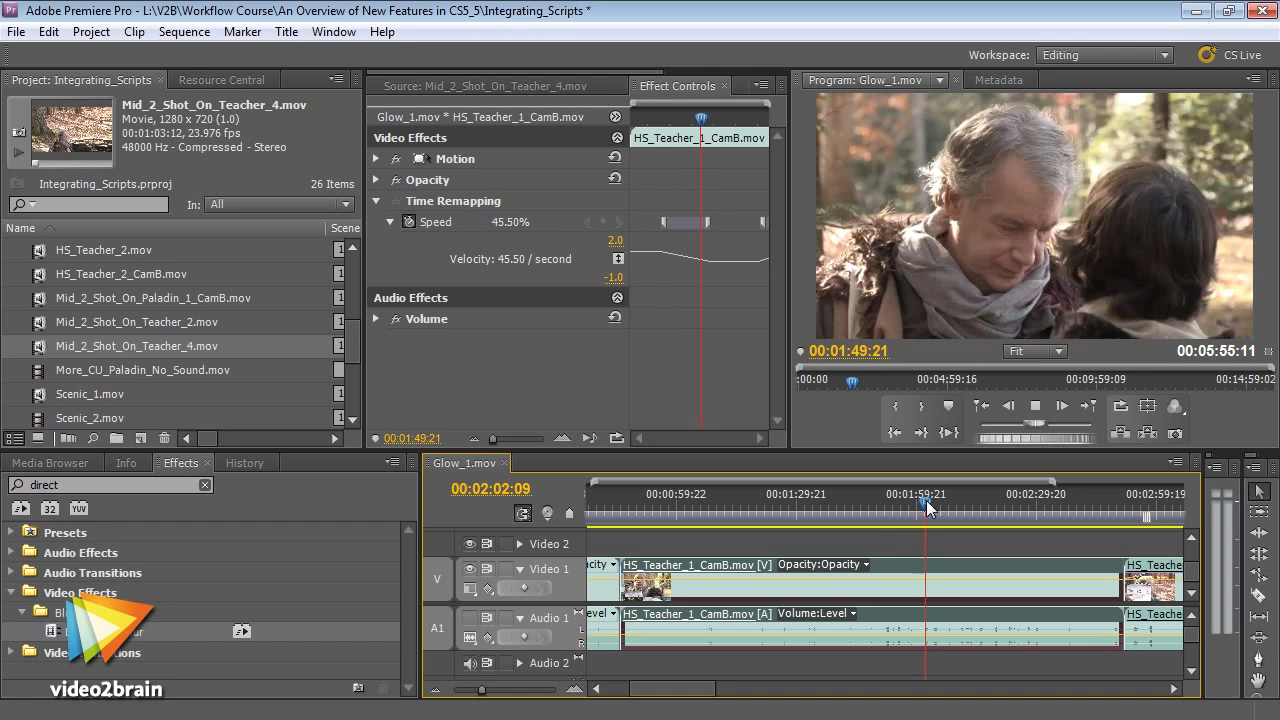 Adobe Premiere Pro - L:\V2B\Workflow Course\An Overview of New Features in CS5_5\Integrating_Scripts *
File Edit Project Clip Sequence Marker Title Window Help
Workspace: Editing CS Live
Project: Integrating_Scripts
Resource Central
Mid_2_Shot_On_Teacher_4.mov
Movie, 1280 x 720 (1.0)
00:01:03:12, 23.976 fps
48000 Hz - Compressed - Stereo
Integrating_Scripts.prproj
26 Items
In: All
Name
Scene
HS_Teacher_2.mov
HS_Teacher_2_CamB.mov
Mid_2_Shot_On_Paladin_1_CamB.mov
Mid_2_Shot_On_Teacher_2.mov
Mid_2_Shot_On_Teacher_4.mov
More_CU_Paladin_No_Sound.mov
Scenic_1.mov
Scenic_2.mov
Source: Mid_2_Shot_On_Teacher_4.mov
Effect Controls
Glow_1.mov * HS_Teacher_1_CamB.mov
Video Effects
HS_Teacher_1_CamB.mov
fx Motion
fx Opacity
Time Remapping
Speed 45.50%
2.0
Velocity: 45.50 / second
-1.0
Audio Effects
fx Volume
00:01:49:21
Program: Glow_1.mov
Metadata
00:01:49:21
Fit
00:05:55:11
:00:00 00:04:59:16 00:09:59:09 00:14:59:02
Media Browser Info Effects History
direct
32 YUV
Presets
Audio Effects
Audio Transitions
Video Effects
Bl
ur
Vide
video2brain
Glow_1.mov
00:02:02:09
00:00:59:22 00:01:29:21 00:01:59:21 00:02:29:20 00:02:59:19
Video 2
V
Video 1
acity
HS_Teacher_1_CamB.mov [V] Opacity:Opacity
HS_Teache
A1
Audio 1
L
R
evel
HS_Teacher_1_CamB.mov [A] Volume:Level
HS_Teache
Audio 2